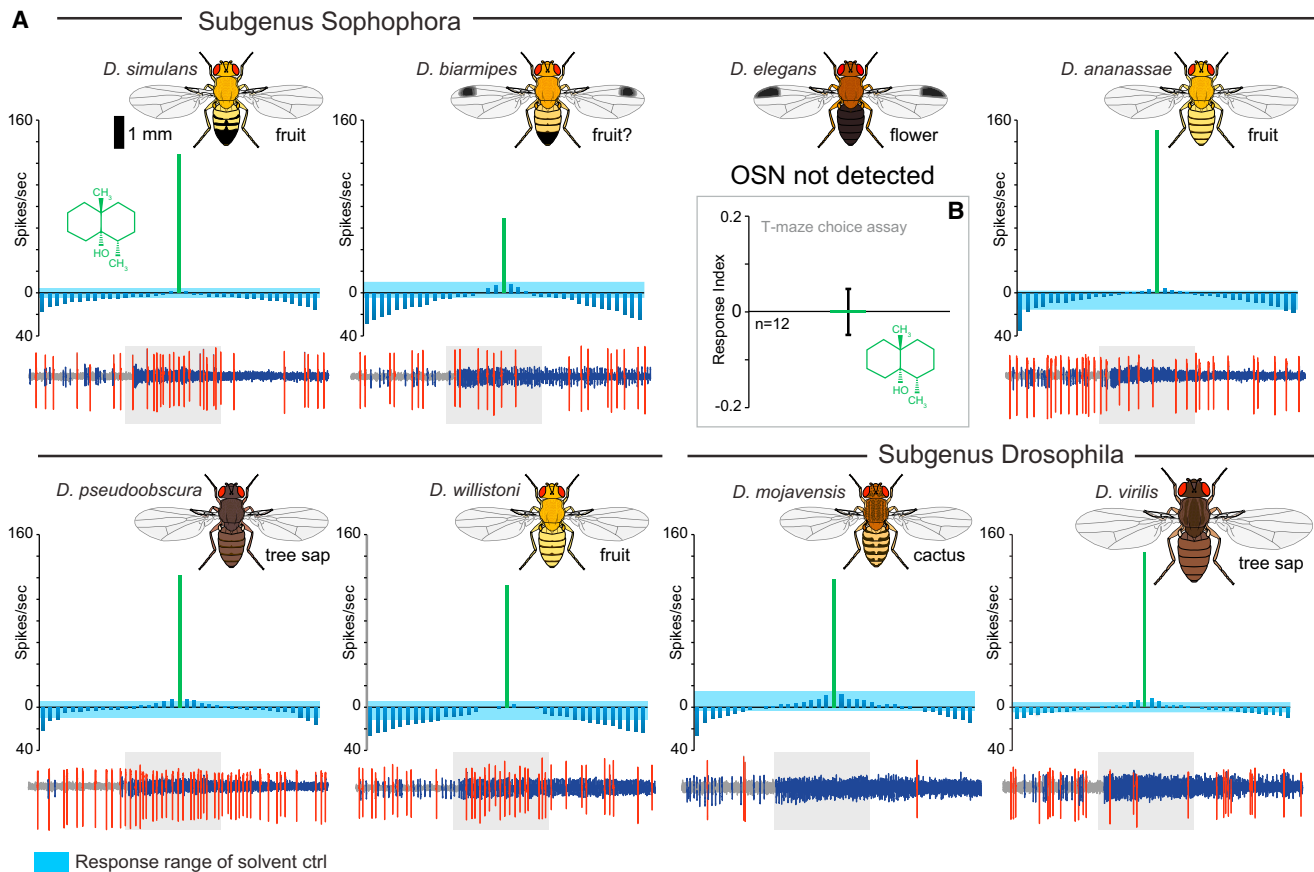 A
Subgenus Sophophora
D. simulans
fruit
1 mm
160
Spikes/sec
0
40
CH₃
HO
CH₃
D. biarmipes
fruit?
160
Spikes/sec
0
40
D. elegans
flower
OSN not detected
B
T-maze choice assay
0.2
Response Index
0
-0.2
n=12
CH₃
HO
CH₃
D. ananassae
fruit
160
Spikes/sec
0
40
Subgenus Drosophila
D. pseudoobscura
tree sap
160
Spikes/sec
0
40
D. willistoni
fruit
160
Spikes/sec
0
40
D. mojavensis
cactus
160
Spikes/sec
0
40
D. virilis
tree sap
160
Spikes/sec
0
40
Response range of solvent ctrl